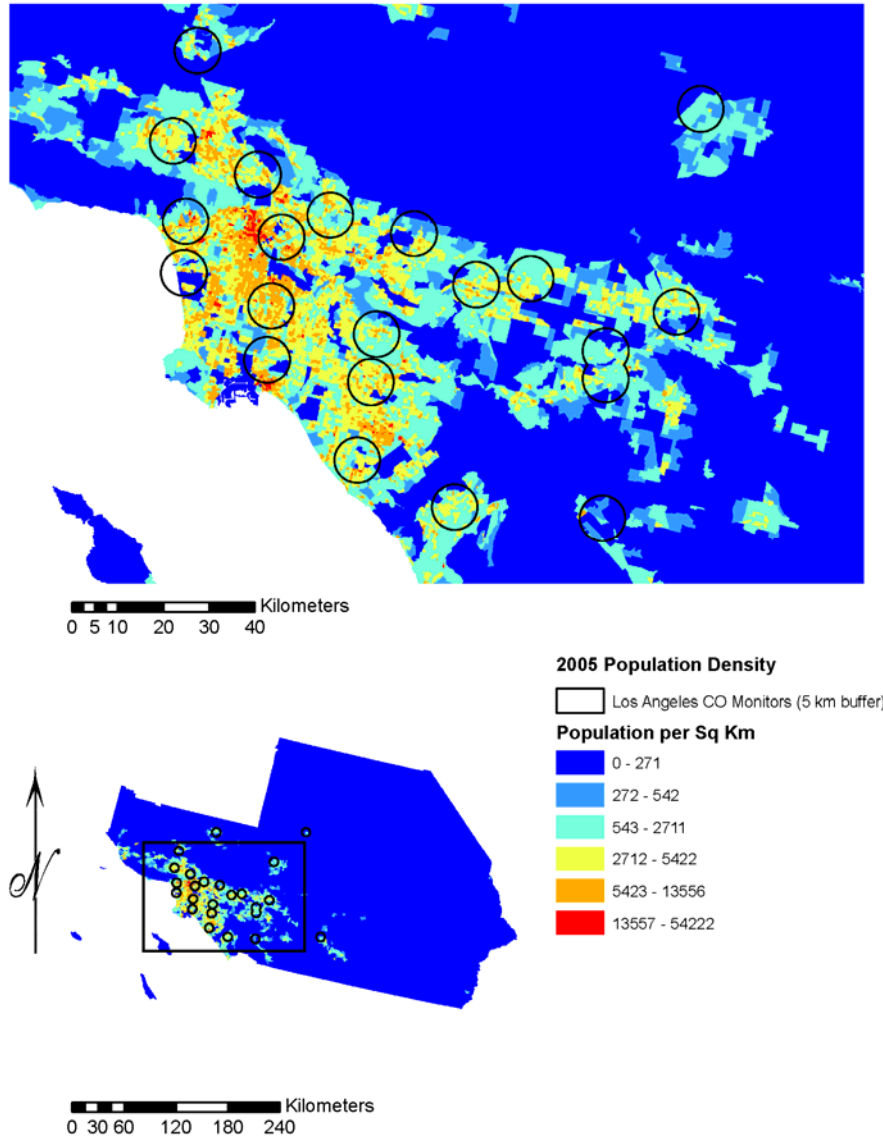 Kilometers
0 5 10 20 30 40
2005 Population Density
Los Angeles CO Monitors (5 km buffer)
Population per Sq Km
0 - 271
272 - 542
543 - 2711
2712 - 5422
5423 - 13556
13557 - 54222
N
Kilometers
0 30 60 120 180 240